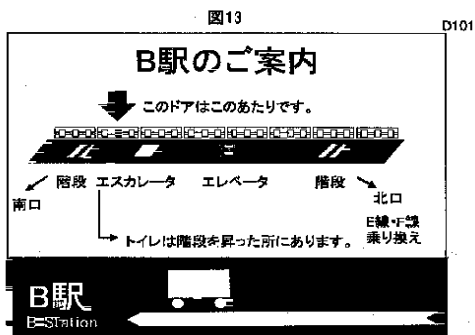 図13
D101
B駅のご案内
このドアはこのあたりです。
階段 エスカレータ エレベータ 階段
南口 北口
E線・F線
乗り換え
トイレは階段を昇った所にあります。
B駅
B-Station